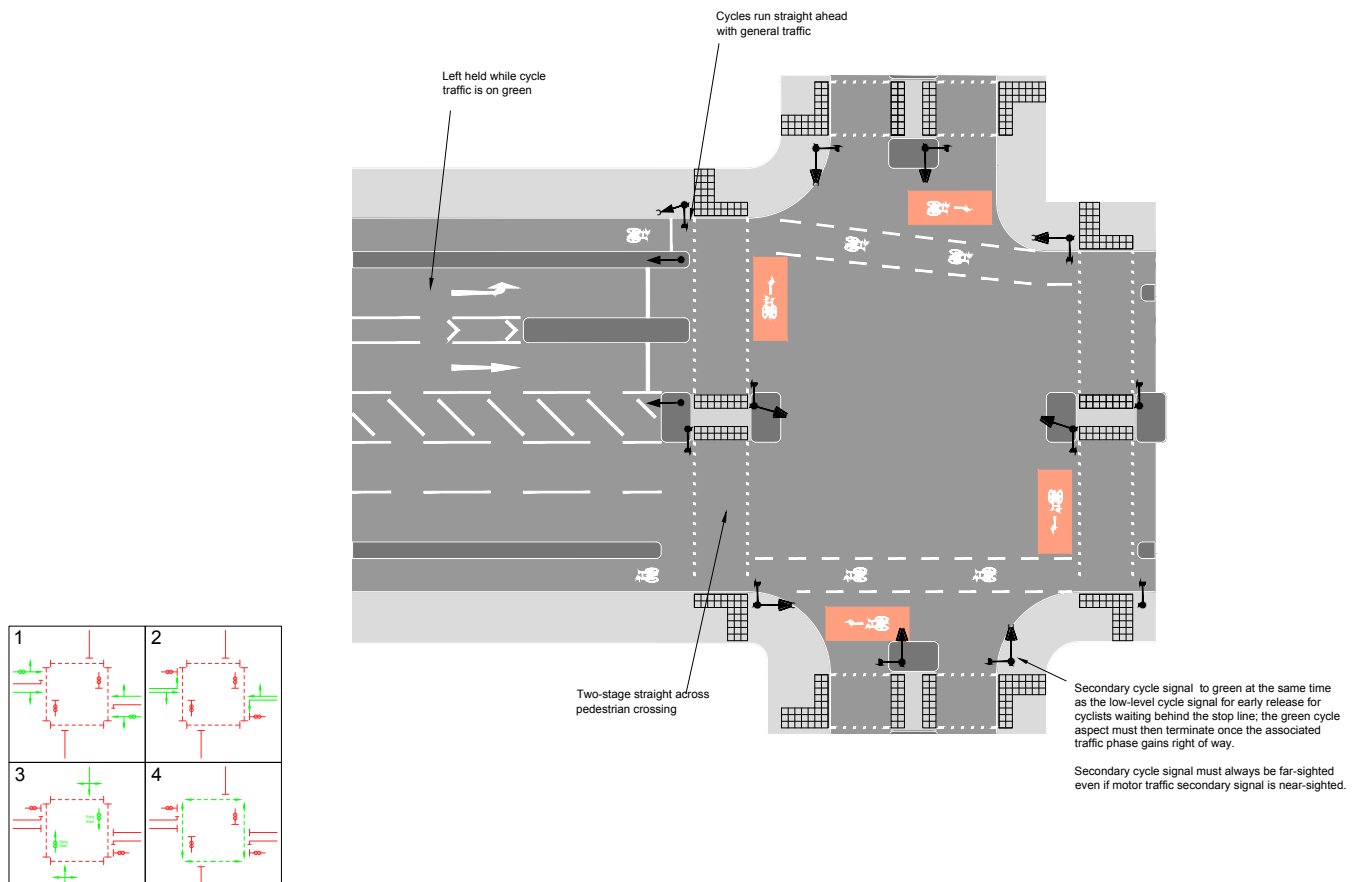 Cycles run straight ahead
with general traffic
Left held while cycle
traffic is on green
Two-stage straight across
pedestrian crossing
Secondary cycle signal to green at the same time
as the low-level cycle signal for early release for
cyclists waiting behind the stop line; the green cycle
aspect must then terminate once the associated
traffic phase gains right of way.
Secondary cycle signal must always be far-sighted
even if motor traffic secondary signal is near-sighted.
1
2
3
4
Early
Start
Early
Start